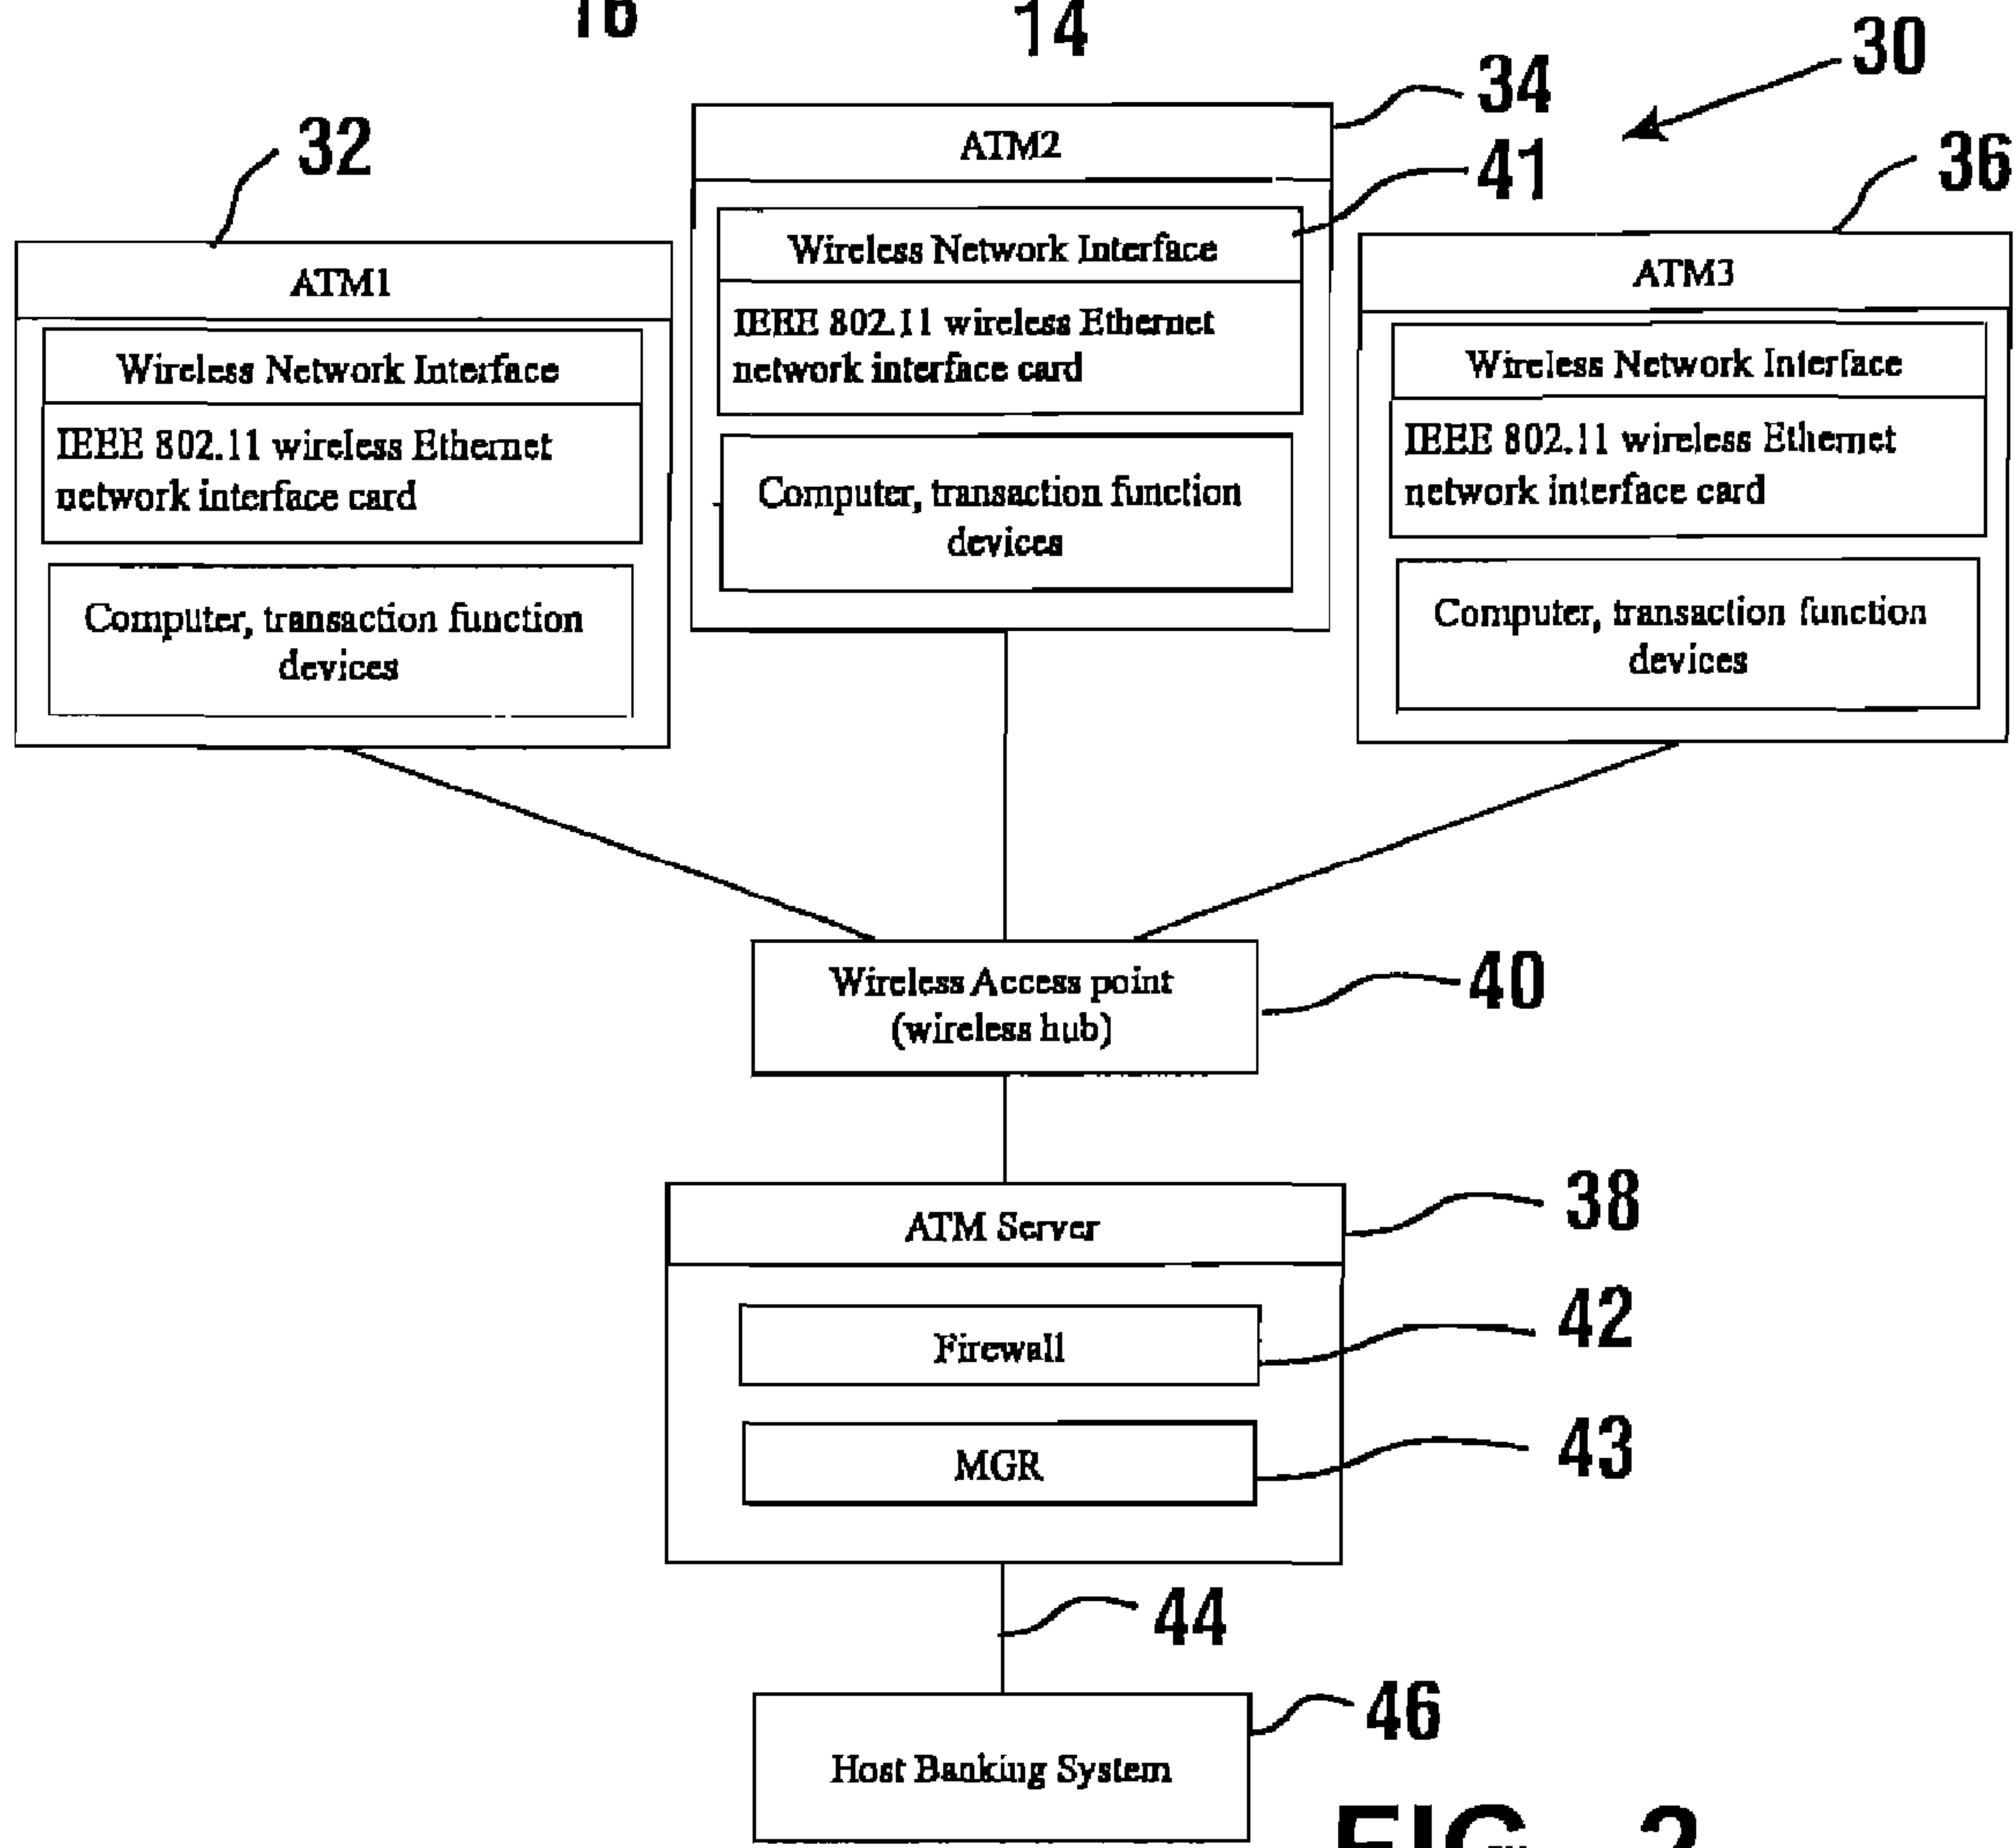 16
14
34
30
32
ATM2
41
36
Wireless Network Interface
ATM1
ATM3
IEEE 802.11 wireless Ethernet
network interface card
Wireless Network Interface
Wireless Network Interface
IEEE 802.11 wireless Ethernet
network interface card
IEEE 802.11 wireless Ethernet
network interface card
Computer, transaction function
devices
Computer, transaction function
devices
Computer, transaction function
devices
Wireless Access point
(wireless hub)
40
ATM Server
38
Firewall
42
MGR
43
44
46
Host Banking System
FIG. 2